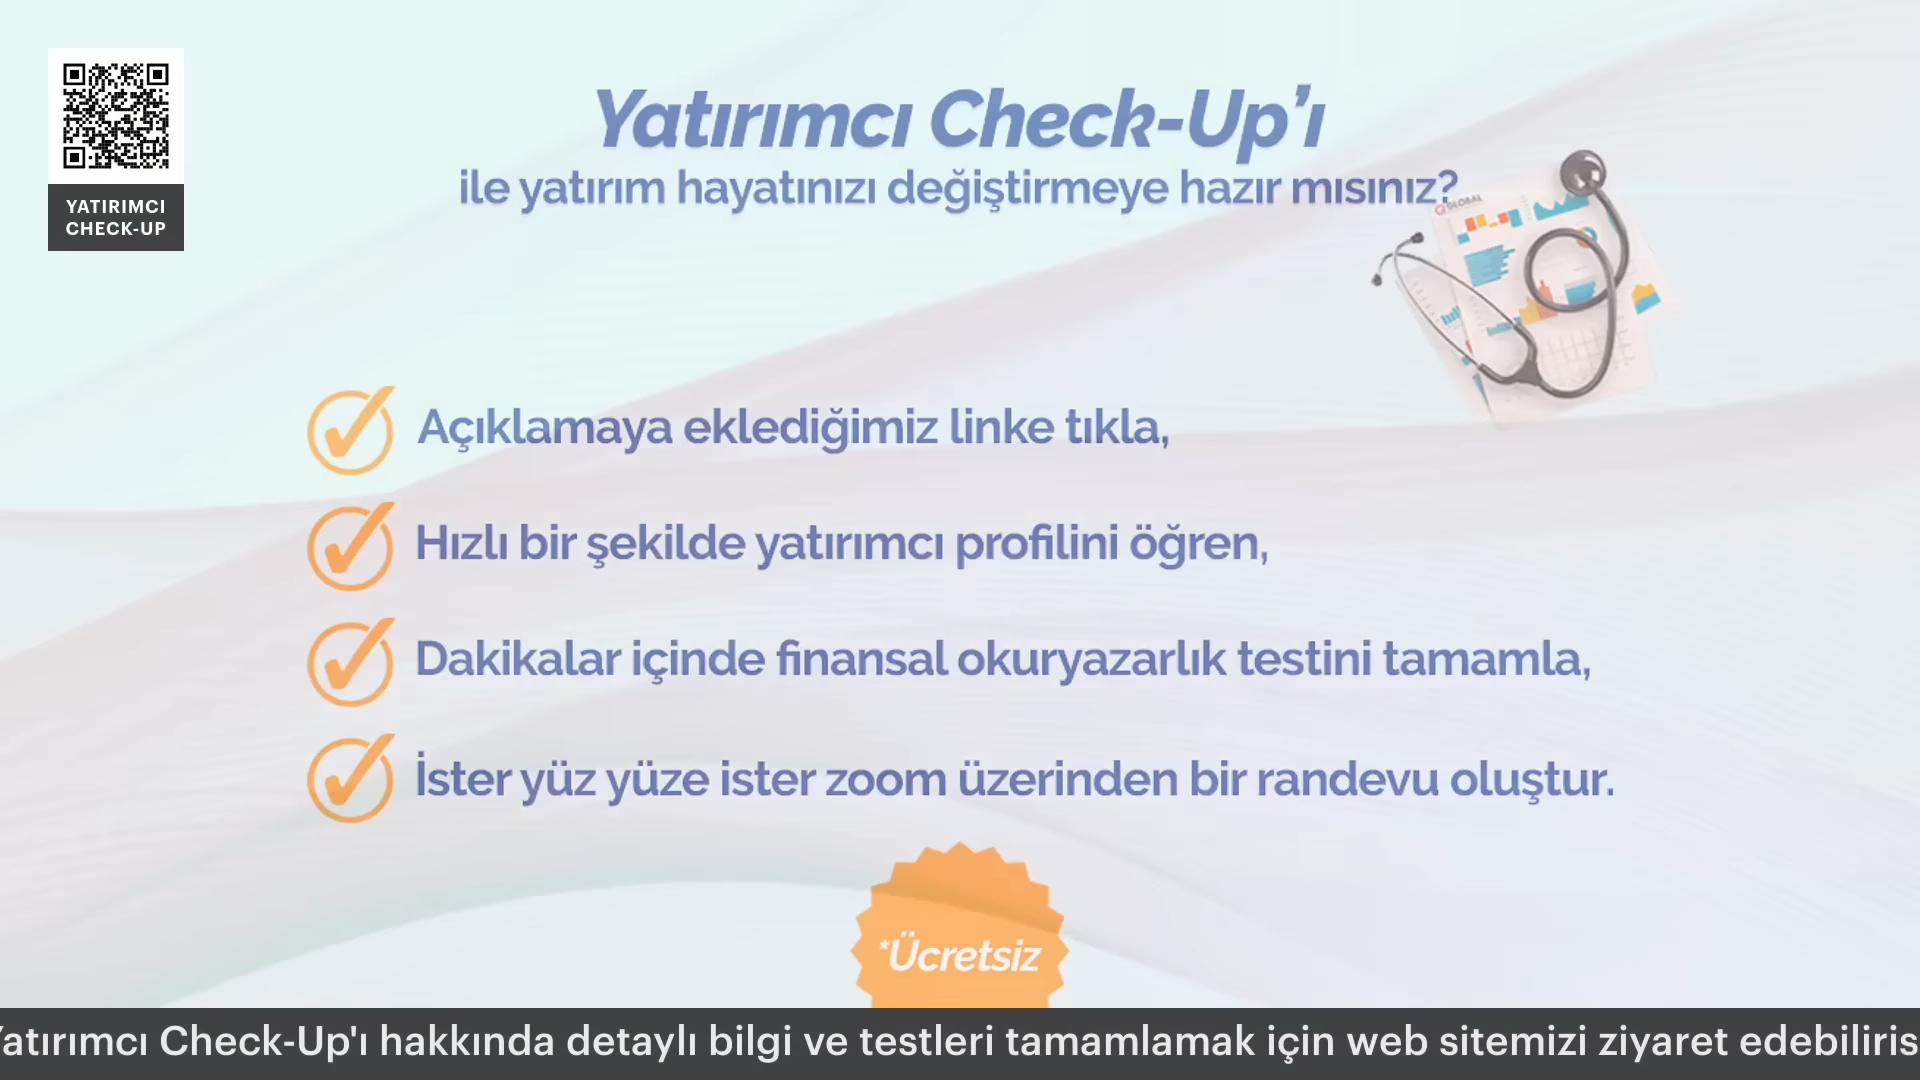 YATIRIMCI
CHECK-UP
Yatırımcı Check-Up’ı
ile yatırım hayatınızı değiştirmeye hazır mısınız?
GLOBAL
Açıklamaya eklediğimiz linke tıkla,
Hızlı bir şekilde yatırımcı profilini öğren,
Dakikalar içinde finansal okuryazarlık testini tamamla,
İster yüz yüze ister zoom üzerinden bir randevu oluştur.
*Ücretsiz
Yatırımcı Check-Up'ı hakkında detaylı bilgi ve testleri tamamlamak için web sitemizi ziyaret edebiliris